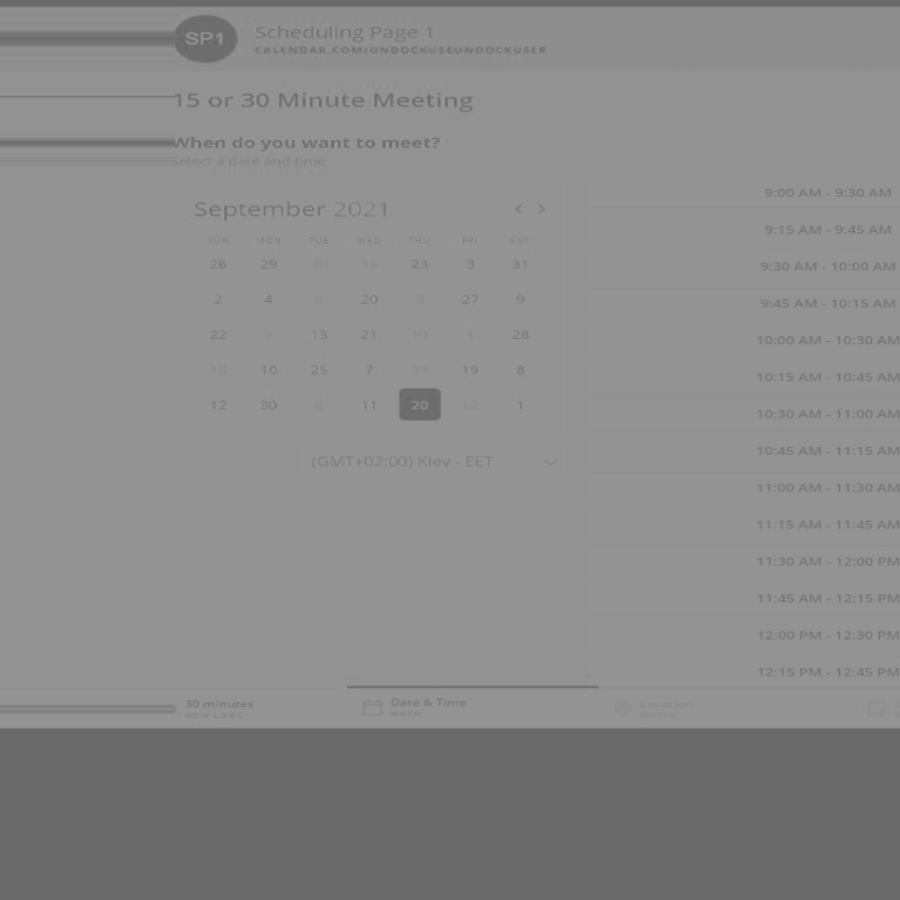 SP1
Scheduling Page 1
CALENDAR.COM/UNDOCKUSEUNDOCKUSER
15 or 30 Minute Meeting
When do you want to meet?
Select a date and time
September 2021 < >
SUN MON TUE WED THU FRI SAT
26 29 30 16 23 3 31
2 4 20 27 9
22 13 21 28
10 25 7 19 8
12 30 11 20 12 1
(GMT+02:00) Kiev - EET
9:00 AM - 9:30 AM
9:15 AM - 9:45 AM
9:30 AM - 10:00 AM
9:45 AM - 10:15 AM
10:00 AM - 10:30 AM
10:15 AM - 10:45 AM
10:30 AM - 11:00 AM
10:45 AM - 11:15 AM
11:00 AM - 11:30 AM
11:15 AM - 11:45 AM
11:30 AM - 12:00 PM
11:45 AM - 12:15 PM
12:00 PM - 12:30 PM
12:15 PM - 12:45 PM
30 minutes
HOW LONG
Date & Time
WHEN
Location
WHERE